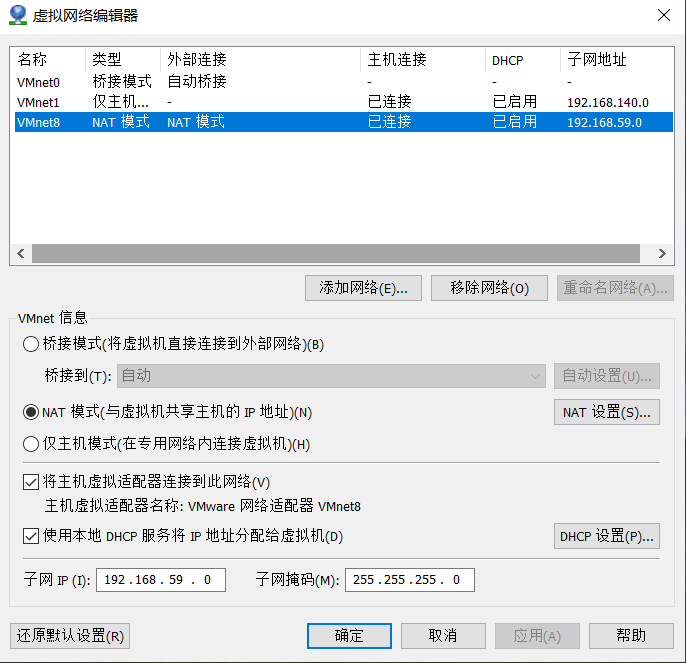 虚拟网络编辑器
名称 类型 外部连接 主机连接 DHCP 子网地址
VMnet0 桥接模式 自动桥接 - - -
VMnet1 仅主机... - 已连接 已启用 192.168.140.0
VMnet8 NAT 模式 NAT 模式 已连接 已启用 192.168.59.0
添加网络(E)... 移除网络(O) 重命名网络(A)...
VMnet 信息
桥接模式(将虚拟机直接连接到外部网络)(B)
桥接到(T): 自动 自动设置(U)...
NAT 模式(与虚拟机共享主机的 IP 地址)(N) NAT 设置(S)...
仅主机模式(在专用网络内连接虚拟机)(H)
将主机虚拟适配器连接到此网络(V)
主机虚拟适配器名称: VMware 网络适配器 VMnet8
使用本地 DHCP 服务将 IP 地址分配给虚拟机(D) DHCP 设置(P)...
子网 IP (I): 192.168.59.0 子网掩码(M): 255.255.255.0
还原默认设置(R) 确定 取消 应用(A) 帮助